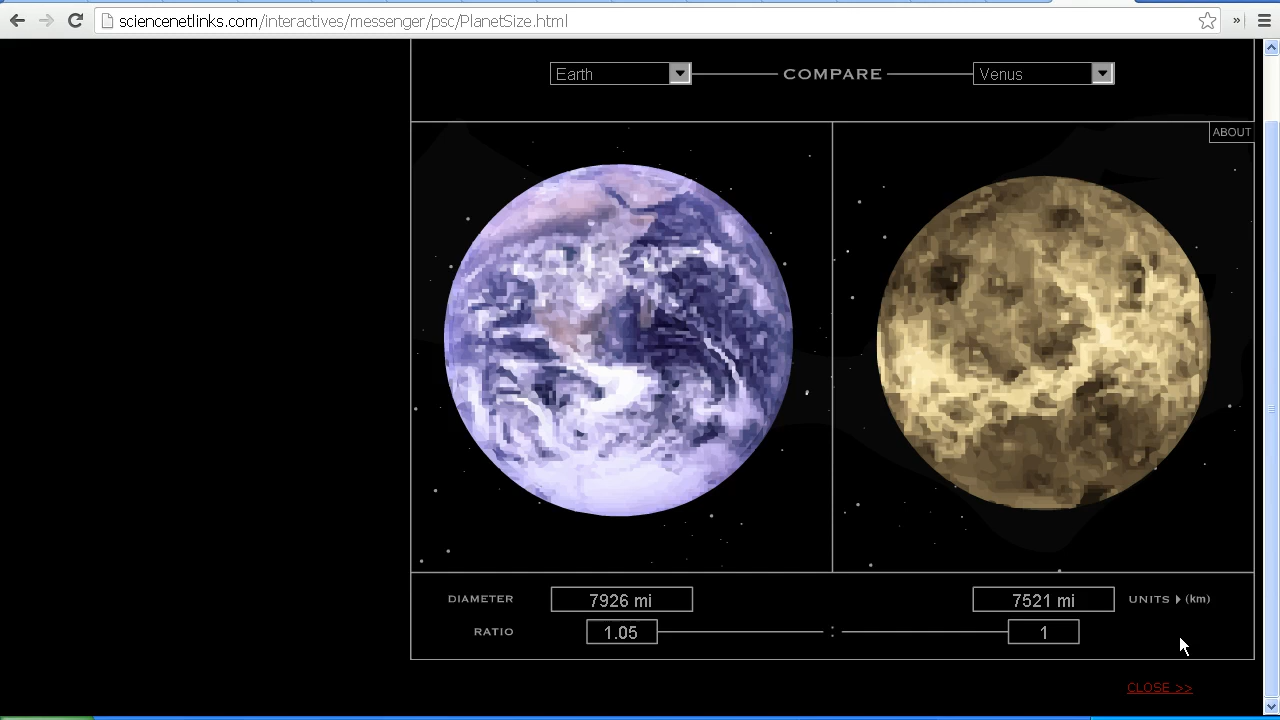 sciencenetlinks.com/interactives/messenger/psc/PlanetSize.html
Earth COMPARE Venus
ABOUT
DIAMETER 7926 mi 7521 mi UNITS (km)
RATIO 1.05 : 1
CLOSE >>